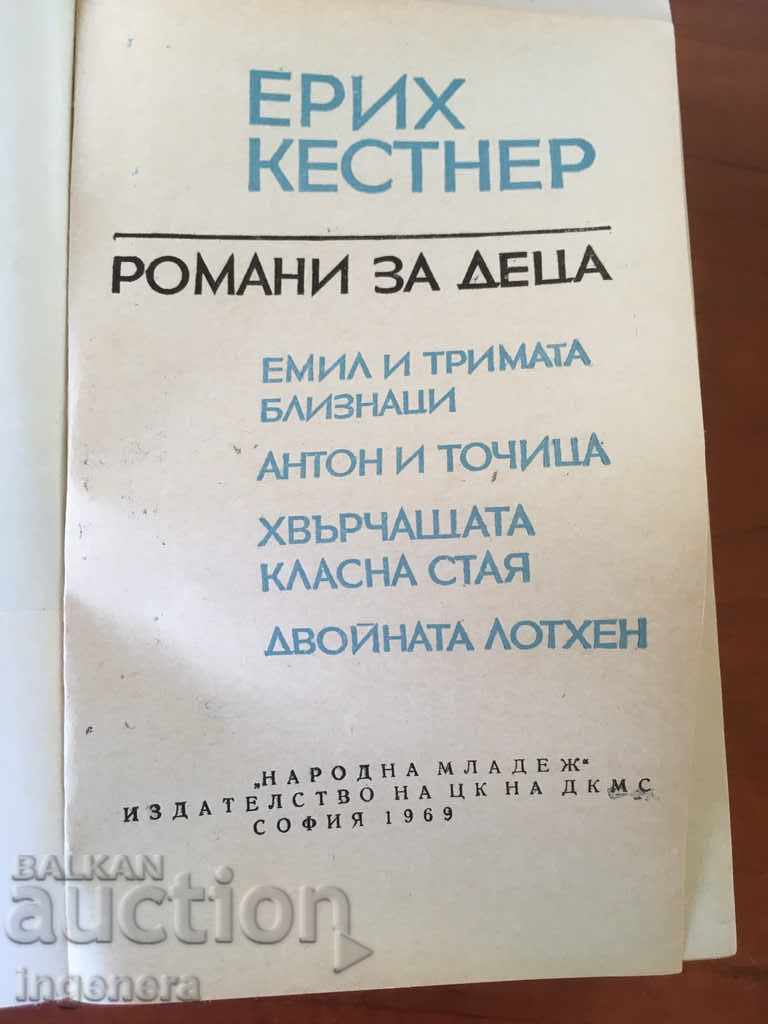 ЕРИХ
КЕСТНЕР
РОМАНИ ЗА ДЕЦА
ЕМИЛ И ТРИМАТА
БЛИЗНАЦИ
АНТОН И ТОЧИЦА
ХВЪРЧАЩАТА
КЛАСНА СТАЯ
ДВОЙНАТА ЛОТХЕН
„НАРОДНА МЛАДЕЖ“
ИЗДАТЕЛСТВО НА ЦК НА ДКМС
СОФИЯ 1969
BALKAN
auction
ingenera